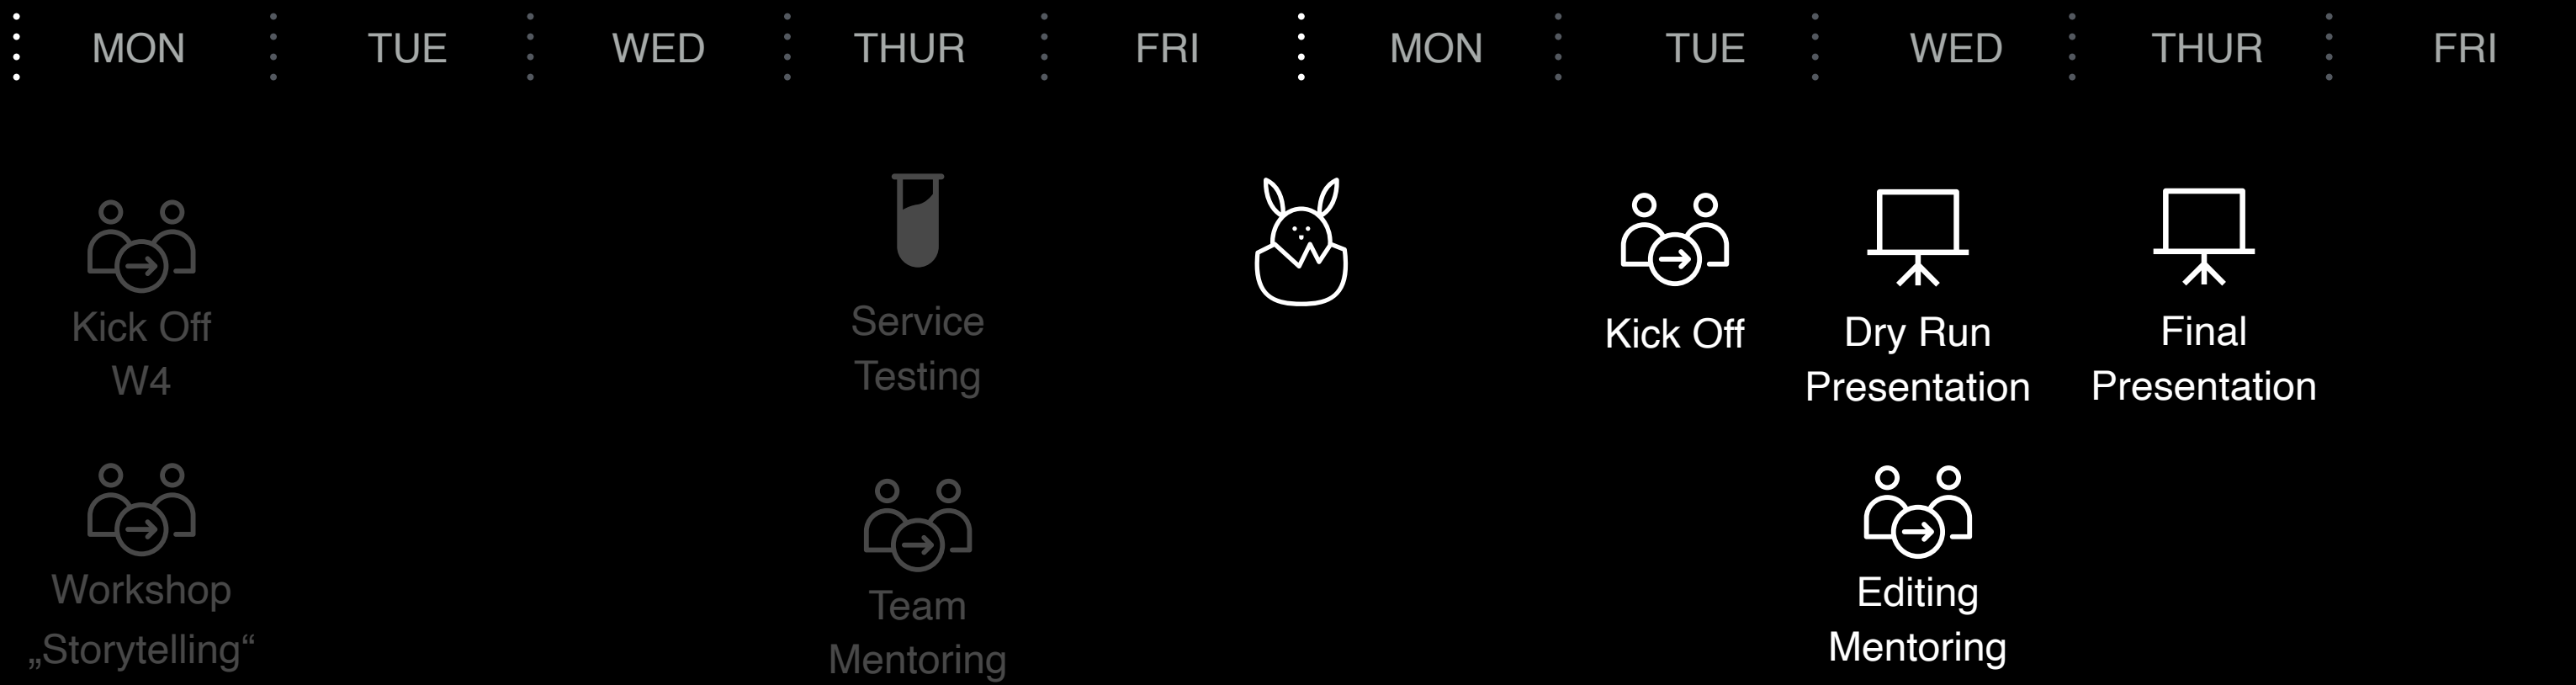 MON TUE WED THUR FRI MON TUE WED THUR FRI
Kick Off
W4
Service
Testing
Kick Off
Dry Run
Presentation
Final
Presentation
Workshop
„Storytelling“
Team
Mentoring
Editing
Mentoring